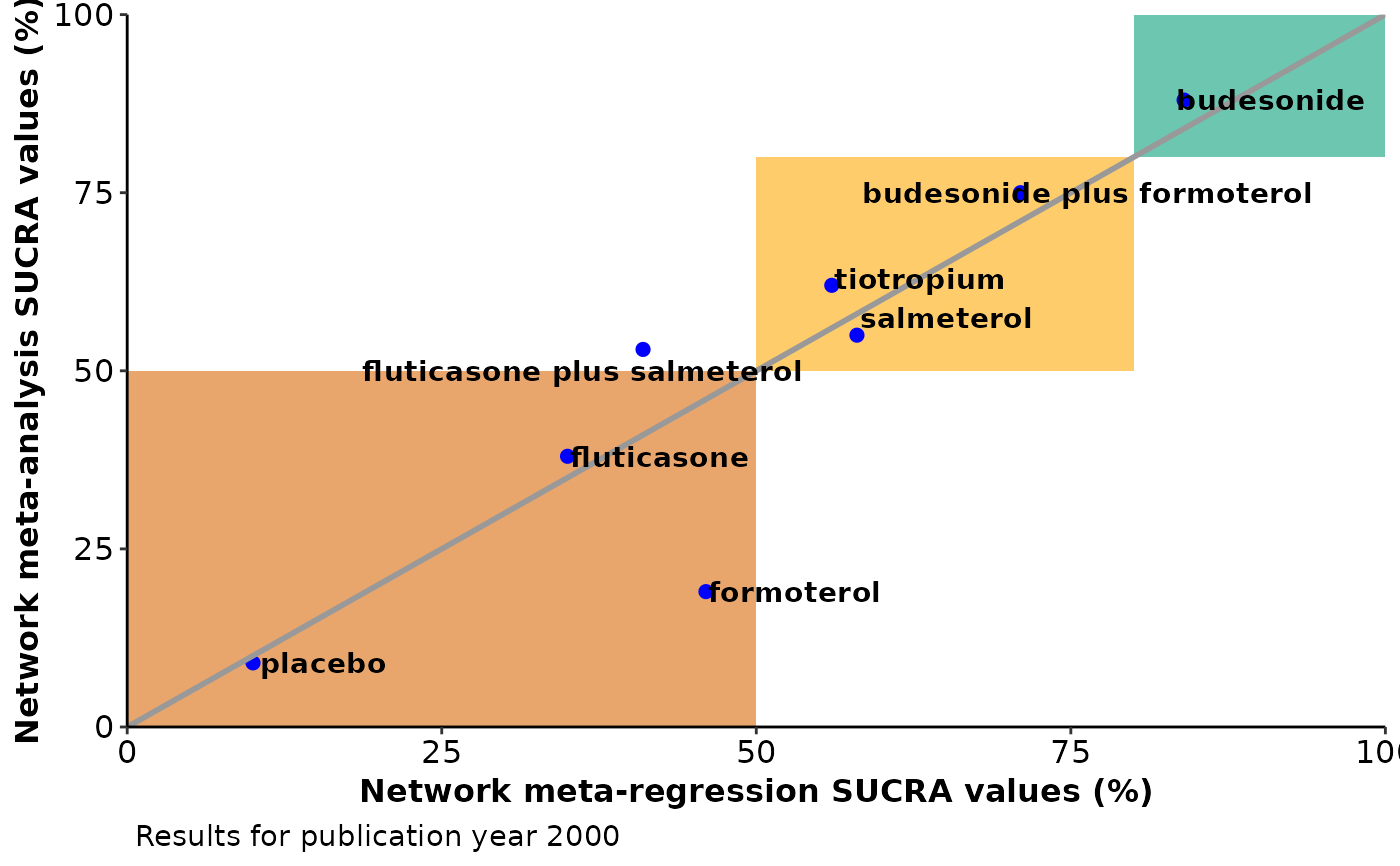 Network meta-analysis SUCRA values (%)
100
75
50
25
0
budesonide
budesonide plus formoterol
tiotropium
salmeterol
fluticasone plus salmeterol
fluticasone
formoterol
placebo
0 25 50 75 100
Network meta-regression SUCRA values (%)
Results for publication year 2000